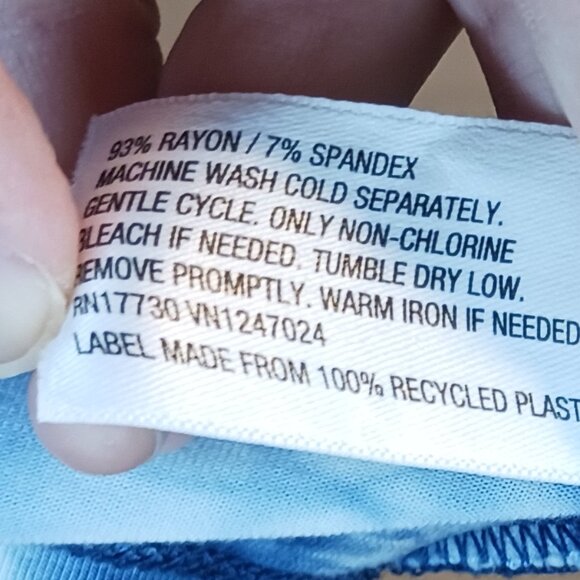 93% RAYON / 7% SPANDEX
MACHINE WASH COLD SEPARATELY.
GENTLE CYCLE. ONLY NON-CHLORINE
BLEACH IF NEEDED. TUMBLE DRY LOW.
REMOVE PROMPTLY. WARM IRON IF NEEDED
RN17730 VN1247024
LABEL MADE FROM 100% RECYCLED PLAST